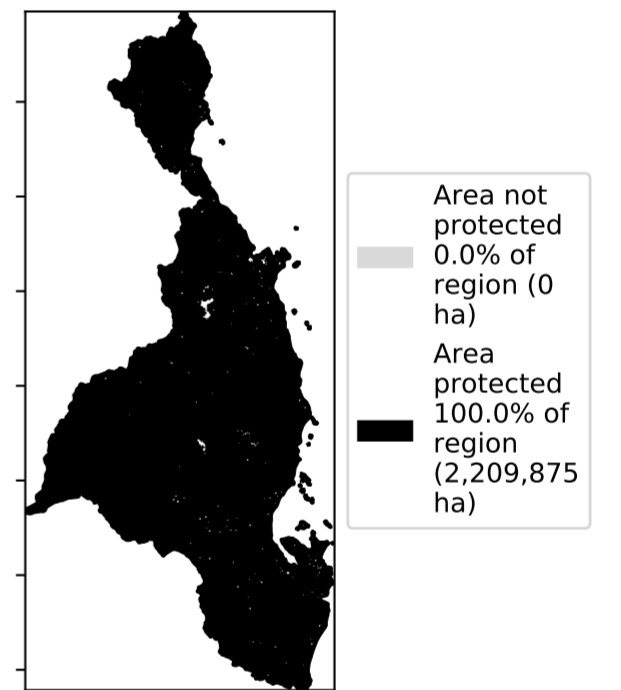 Area not
protected
0.0% of
region (0
ha)
Area
protected
100.0% of
region
(2,209,875
ha)